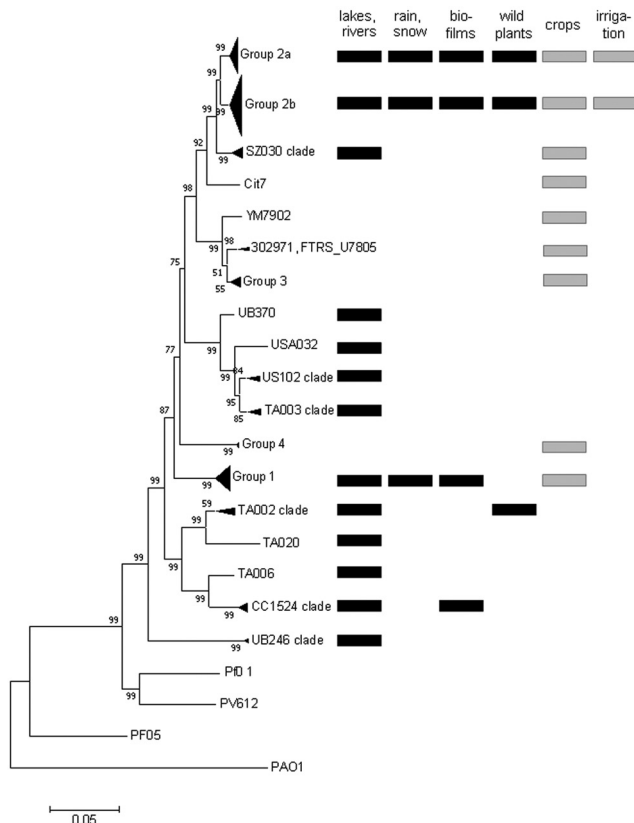 lakes, rivers
rain, snow
bio-films
wild plants
crops
irriga-tion
99
Group 2a
99
99
99
Group 2b
99
SZ030 clade
92
Cit7
98
YM7902
98
99
302971, FTRS_U7805
51
55
Group 3
75
UB370
99
USA032
84
99
US102 clade
95
85
TA003 clade
77
99
Group 4
87
99
Group 1
59
TA002 clade
99
TA020
99
TA006
99
99
CC1524 clade
99
99
UB246 clade
99
Pf0 1
99
PV612
PF05
PAO1
0.05